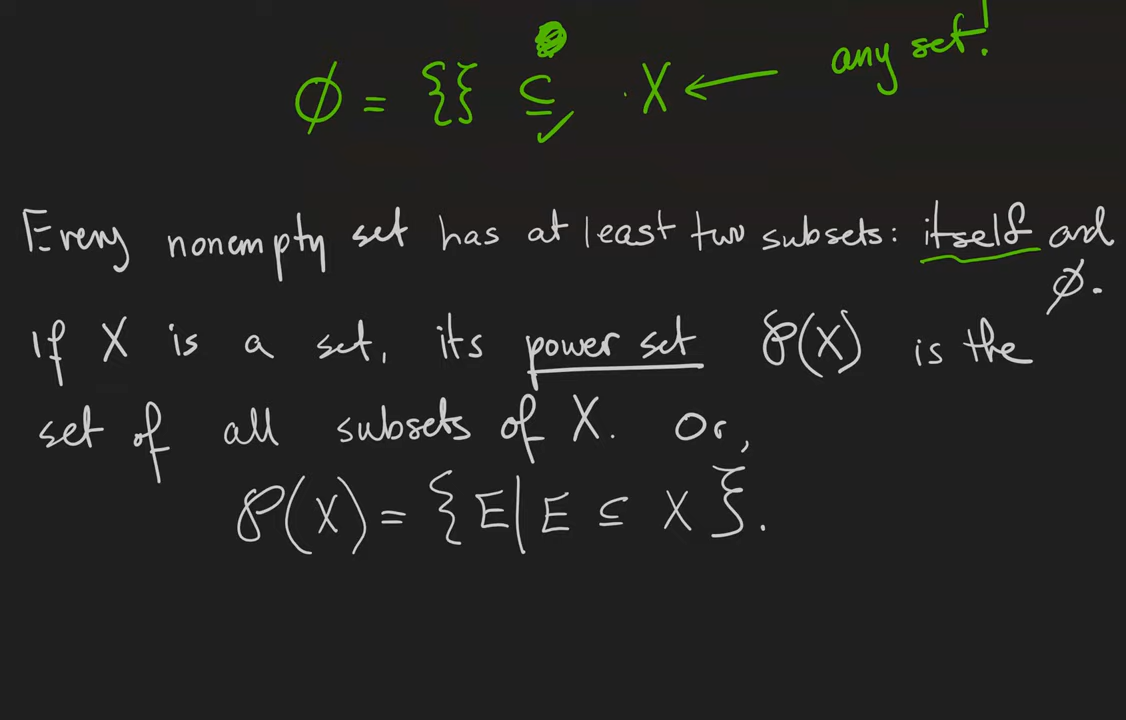 ∅ = {} ⊆ · X ← any set!
Every nonempty set has at least two subsets: itself and
∅.
If X is a set, its power set ℘(X) is the
set of all subsets of X. Or,
℘(X) = {E | E ⊆ X}.